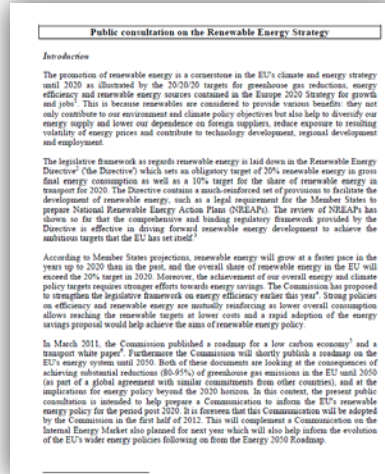 Public consultation on the Renewable Energy Strategy
Introduction
The promotion of renewable energy is a cornerstone in the EU's climate and energy strategy
until 2020 as illustrated by the 20/20/20 targets for greenhouse gas reductions, energy
efficiency and renewable energy sources contained in the Europe 2020 Strategy for growth
and jobs1. This is because renewables are considered to provide various benefits: they not
only contribute to our environment and climate policy objectives but also help to diversify our
energy supply and lower our dependence on foreign suppliers, reduce exposure to resulting
volatility of energy prices and contribute to technology development, regional development
and employment.
The legislative framework as regards renewable energy is laid down in the Renewable Energy
Directive2 ('the Directive') which sets an obligatory target of 20% renewable energy in gross
final energy consumption as well as a 10% target for the share of renewable energy in
transport for 2020. The Directive contains a much-reinforced set of provisions to facilitate the
development of renewable energy, such as a legal requirement for the Member States to
prepare National Renewable Energy Action Plans (NREAPs). The review of NREAPs has
shown so far that the comprehensive and binding regulatory framework provided by the
Directive is effective in driving forward renewable energy development to achieve the
ambitious targets that the EU has set itself.3
According to Member States projections, renewable energy will grow at a faster pace in the
years up to 2020 than in the past, and the overall share of renewable energy in the EU will
exceed the 20% target in 2020. Moreover, the achievement of our overall energy and climate
policy targets requires stronger efforts towards energy savings. The Commission has proposed
to strengthen the legislative framework on energy efficiency earlier this year4. Strong policies
on efficiency and renewable energy are mutually reinforcing as lower overall consumption
allows reaching the renewable targets at lower costs and a rapid adoption of the energy
savings proposal would help achieve the aims of renewable energy policy.
In March 2011, the Commission published a roadmap for a low carbon economy5 and a
transport white paper6. Furthermore the Commission will shortly publish a roadmap on the
EU's energy system until 2050. Both of these documents are looking at the consequences of
achieving substantial reductions (80-95%) of greenhouse gas emissions in the EU until 2050
(as part of a global agreement with similar commitments from other countries), and at the
implications for energy policy beyond the 2020 horizon. In this context, the present public
consultation is intended to help prepare a Communication to inform the EU's renewable
energy policy for the period post 2020. It is foreseen that this Communication will be adopted
by the Commission in the first half of 2012. This will complement a Communication on the
Internal Energy Market also planned for next year which will also help inform the evolution
of the EU's wider energy policies following on from the Energy 2050 Roadmap.